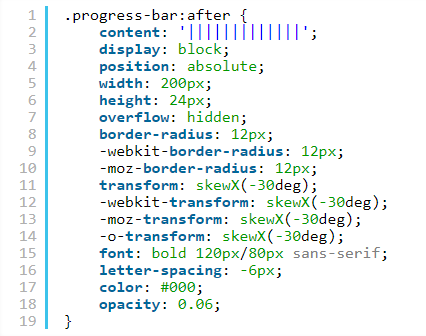 1 .progress-bar:after {
2 content: '|||||||||||||';
3 display: block;
4 position: absolute;
5 width: 200px;
6 height: 24px;
7 overflow: hidden;
8 border-radius: 12px;
9 -webkit-border-radius: 12px;
10 -moz-border-radius: 12px;
11 transform: skewX(-30deg);
12 -webkit-transform: skewX(-30deg);
13 -moz-transform: skewX(-30deg);
14 -o-transform: skewX(-30deg);
15 font: bold 120px/80px sans-serif;
16 letter-spacing: -6px;
17 color: #000;
18 opacity: 0.06;
19 }